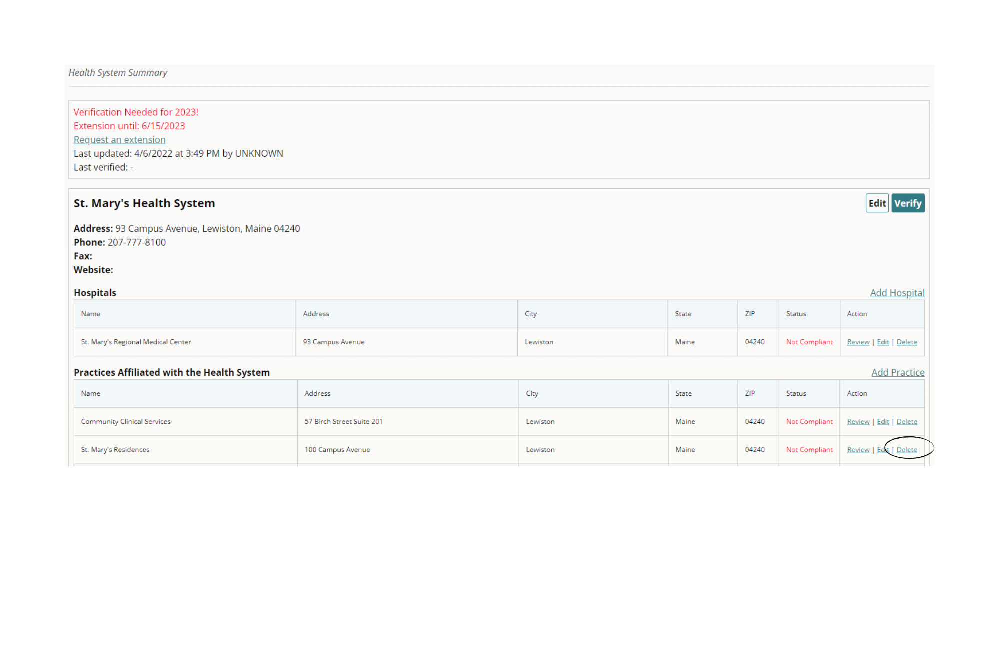 Health System Summary
Verification Needed for 2023!
Extension until: 6/15/2023
Request an extension
Last updated: 4/6/2022 at 3:49 PM by UNKNOWN
Last verified: -
St. Mary's Health System
Edit Verify
Address: 93 Campus Avenue, Lewiston, Maine 04240
Phone: 207-777-8100
Fax:
Website:
Hospitals Add Hospital
Name Address City State ZIP Status Action
St. Mary's Regional Medical Center 93 Campus Avenue Lewiston Maine 04240 Not Compliant Review | Edit | Delete
Practices Affiliated with the Health System Add Practice
Name Address City State ZIP Status Action
Community Clinical Services 57 Birch Street Suite 201 Lewiston Maine 04240 Not Compliant Review | Edit | Delete
St. Mary's Residences 100 Campus Avenue Lewiston Maine 04240 Not Compliant Review | Edit | Delete